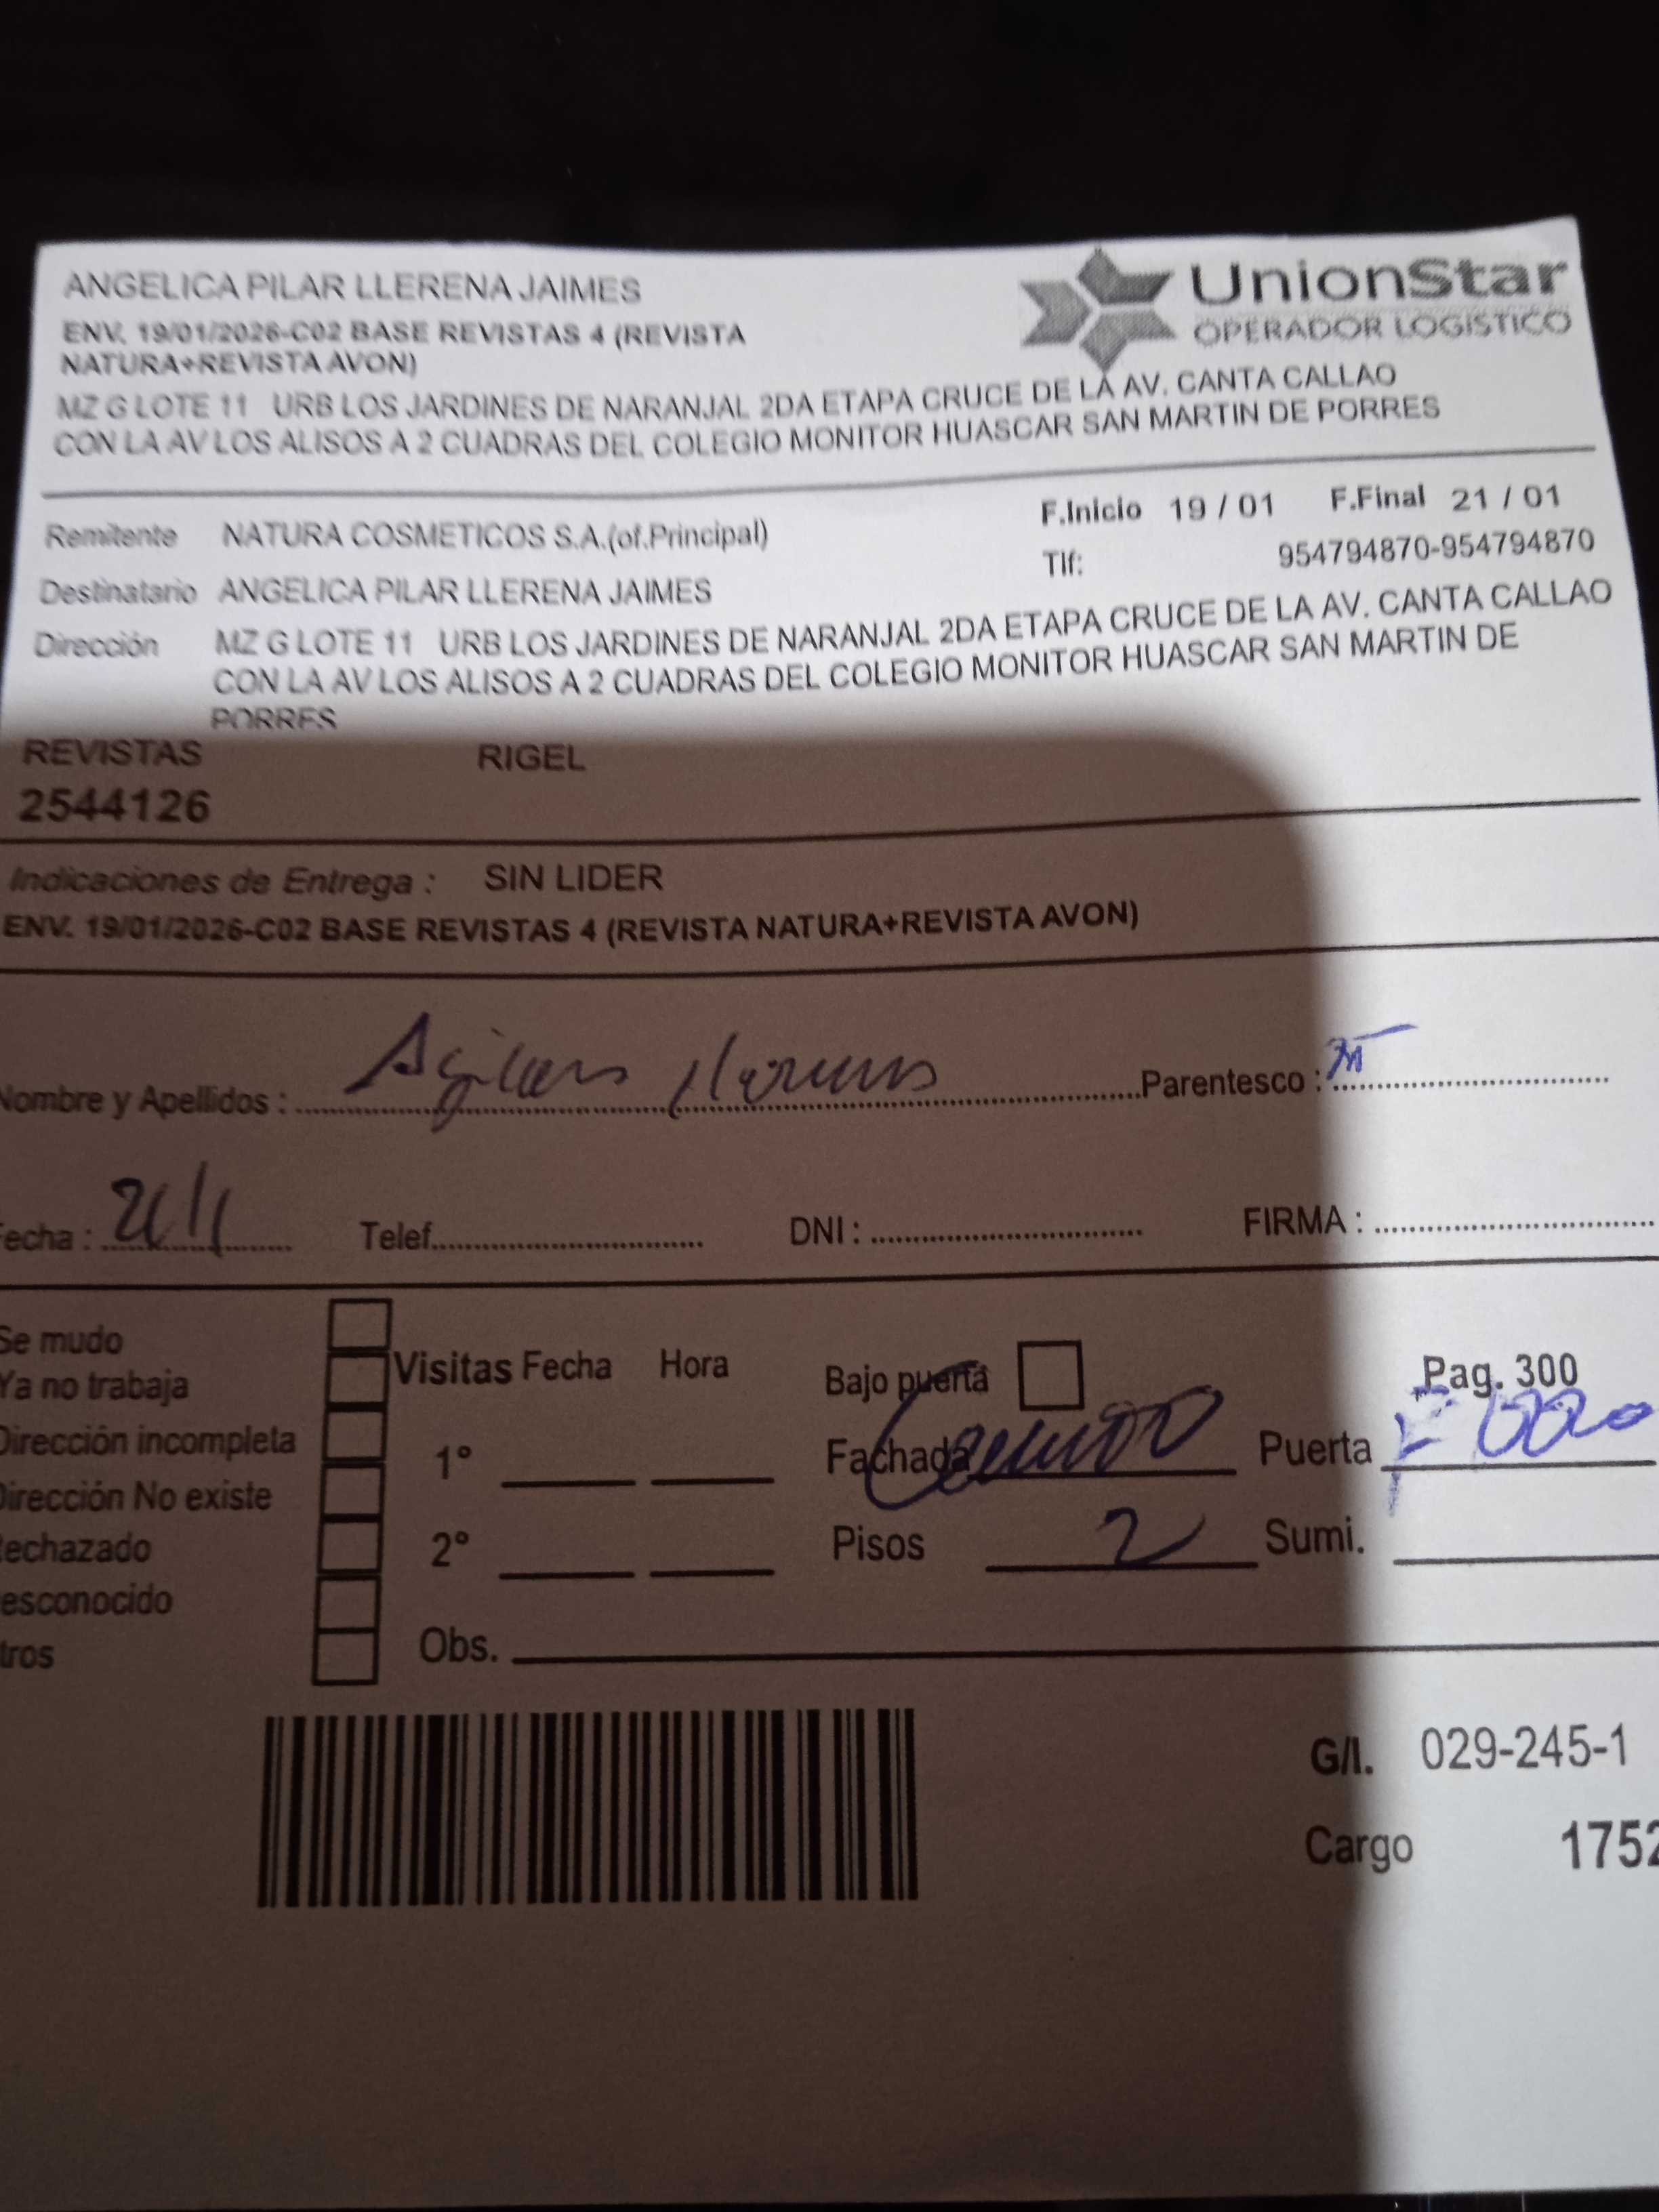 ANGELICA PILAR LLERENA JAIMES
UnionStar
OPERADOR LOGISTICO
ENV. 19/01/2026-C02 BASE REVISTAS 4 (REVISTA
NATURA+REVISTA AVON)
MZ G LOTE 11 URB LOS JARDINES DE NARANJAL 2DA ETAPA CRUCE DE LA AV. CANTA CALLAO
CON LA AV LOS ALISOS A 2 CUADRAS DEL COLEGIO MONITOR HUASCAR SAN MARTIN DE PORRES
F.Inicio 19 / 01 F.Final 21 / 01
Remitente NATURA COSMETICOS S.A.(of.Principal)
Tlf: 954794870-954794870
Destinatario ANGELICA PILAR LLERENA JAIMES
Dirección MZ G LOTE 11 URB LOS JARDINES DE NARANJAL 2DA ETAPA CRUCE DE LA AV. CANTA CALLAO
CON LA AV LOS ALISOS A 2 CUADRAS DEL COLEGIO MONITOR HUASCAR SAN MARTIN DE
PORRES
REVISTAS RIGEL
2544126
Indicaciones de Entrega : SIN LIDER
ENV. 19/01/2026-C02 BASE REVISTAS 4 (REVISTA NATURA+REVISTA AVON)
Nombre y Apellidos : Parentesco :
Fecha : 21/1 Telef. DNI : FIRMA :
Se mudo
Ya no trabaja
Dirección incompleta
Dirección No existe
Rechazado
esconocido
tros
Visitas Fecha Hora
1°
2°
Obs.
Bajo puerta
Pag. 300
Fachada Puerta
Pisos 2 Sumi.
G/I. 029-245-1
Cargo 1752